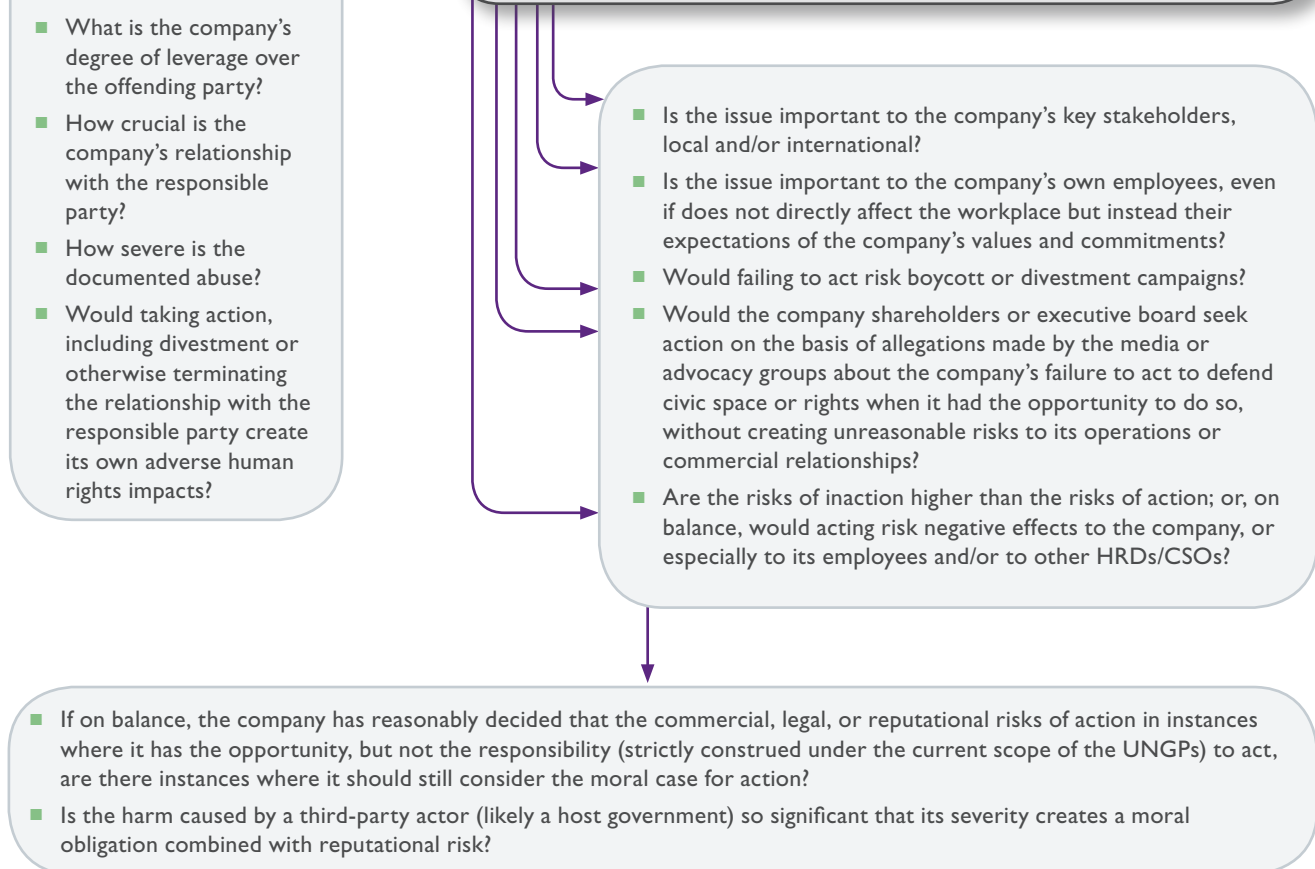 ■ What is the company’s
degree of leverage over
the offending party?
■ How crucial is the
company’s relationship
with the responsible
party?
■ How severe is the
documented abuse?
■ Would taking action,
including divestment or
otherwise terminating
the relationship with the
responsible party create
its own adverse human
rights impacts?
■ Is the issue important to the company’s key stakeholders,
local and/or international?
■ Is the issue important to the company’s own employees, even
if does not directly affect the workplace but instead their
expectations of the company’s values and commitments?
■ Would failing to act risk boycott or divestment campaigns?
■ Would the company shareholders or executive board seek
action on the basis of allegations made by the media or
advocacy groups about the company’s failure to act to defend
civic space or rights when it had the opportunity to do so,
without creating unreasonable risks to its operations or
commercial relationships?
■ Are the risks of inaction higher than the risks of action; or, on
balance, would acting risk negative effects to the company, or
especially to its employees and/or to other HRDs/CSOs?
■ If on balance, the company has reasonably decided that the commercial, legal, or reputational risks of action in instances
where it has the opportunity, but not the responsibility (strictly construed under the current scope of the UNGPs) to act,
are there instances where it should still consider the moral case for action?
■ Is the harm caused by a third-party actor (likely a host government) so significant that its severity creates a moral
obligation combined with reputational risk?